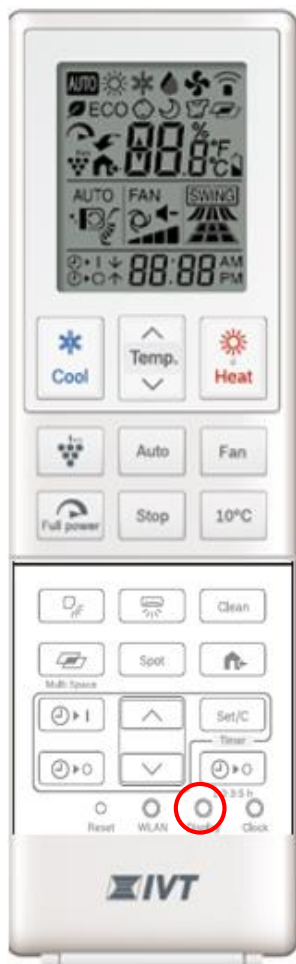 AUTO
ECO
88.8 % °F °C
AUTO FAN SWING
88:88 AM
PM
Cool Temp. Heat
Auto Fan
Full power Stop 10°C
Clean
Multi Space Spot
I Set/C
Timer
O O
Reset WLAN Clock
IVT